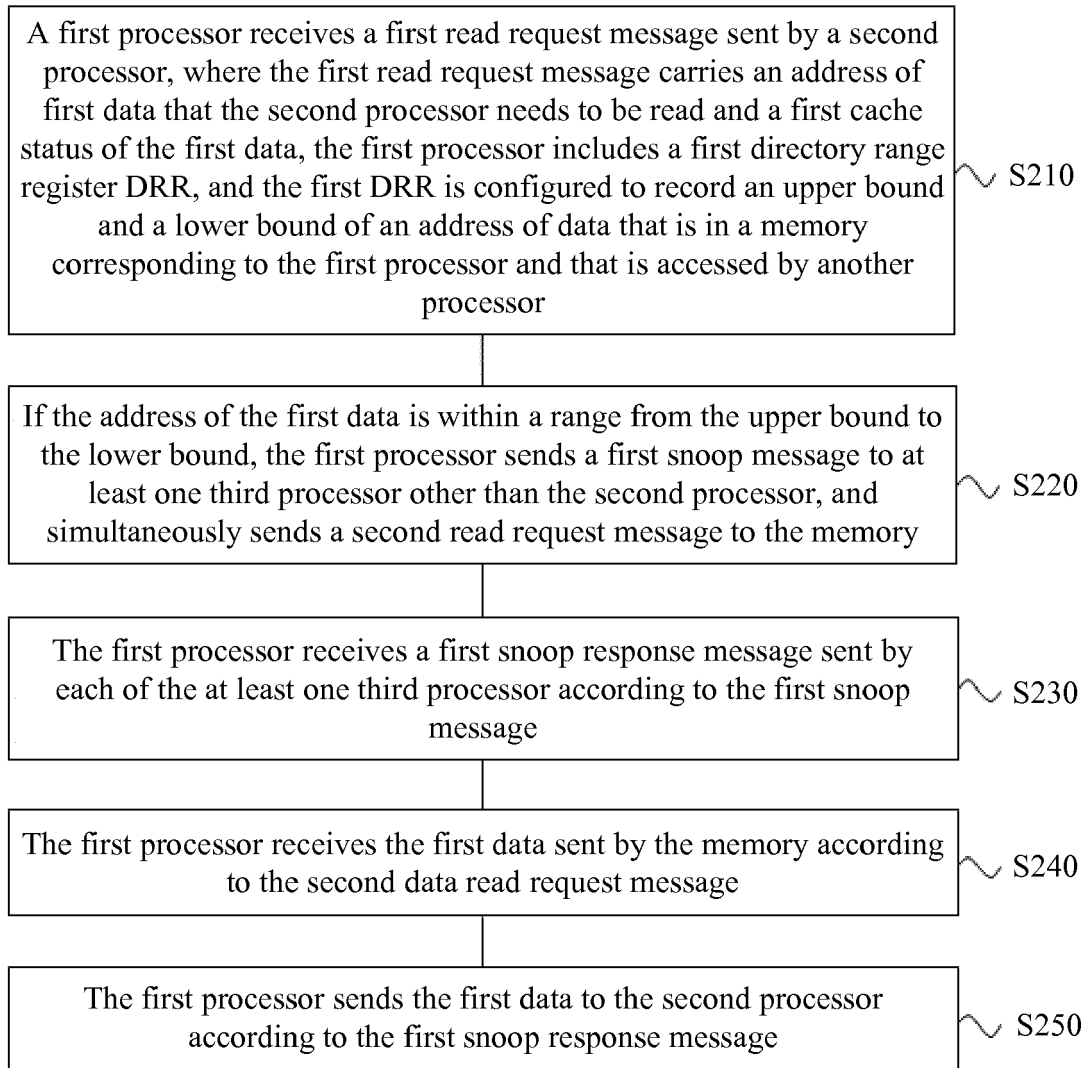 A first processor receives a first read request message sent by a second
processor, where the first read request message carries an address of
first data that the second processor needs to be read and a first cache
status of the first data, the first processor includes a first directory range
register DRR, and the first DRR is configured to record an upper bound
and a lower bound of an address of data that is in a memory
corresponding to the first processor and that is accessed by another
processor
S210
If the address of the first data is within a range from the upper bound to
the lower bound, the first processor sends a first snoop message to at
least one third processor other than the second processor, and
simultaneously sends a second read request message to the memory
S220
The first processor receives a first snoop response message sent by
each of the at least one third processor according to the first snoop
message
S230
The first processor receives the first data sent by the memory according
to the second data read request message
S240
The first processor sends the first data to the second processor
according to the first snoop response message
S250